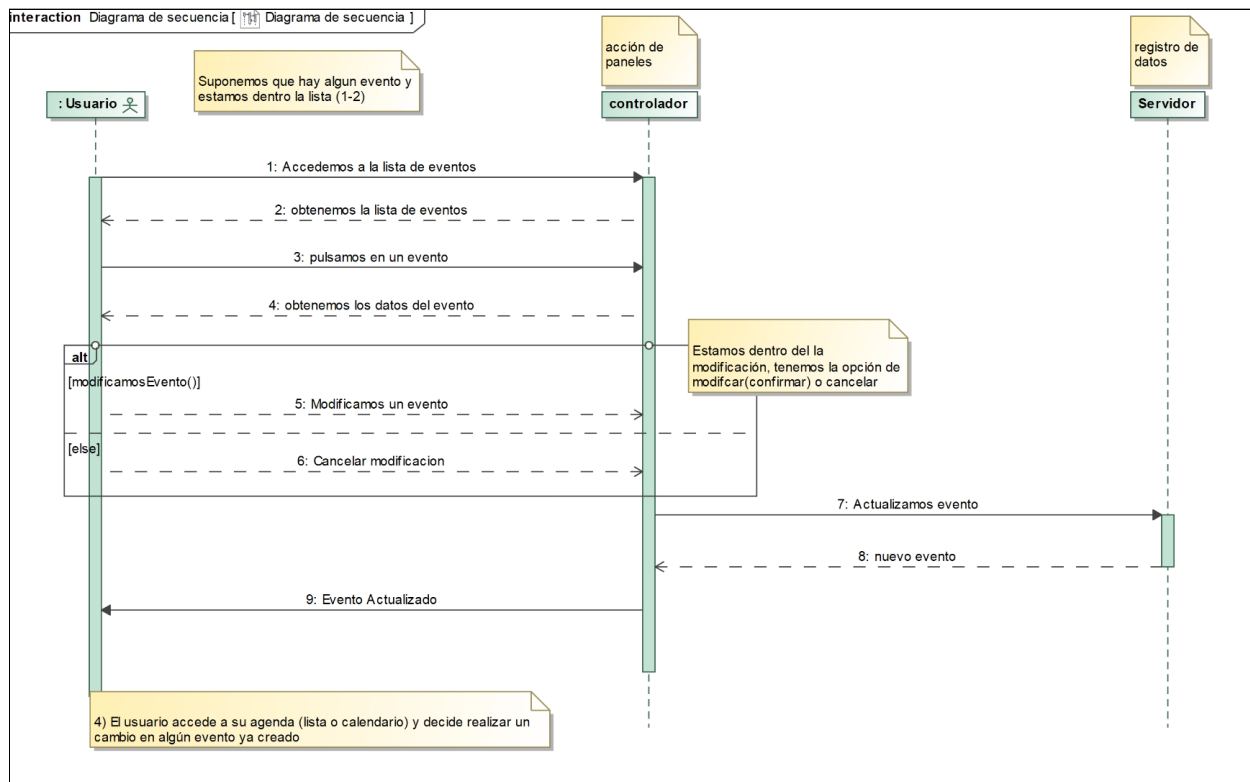 interaction Diagrama de secuencia [ Diagrama de secuencia ]
Suponemos que hay algun evento y
estamos dentro la lista (1-2)
acción de
paneles
registro de
datos
: Usuario
controlador
Servidor
1: Accedemos a la lista de eventos
2: obtenemos la lista de eventos
3: pulsamos en un evento
4: obtenemos los datos del evento
alt
Estamos dentro del la
modificación, tenemos la opción de
modifcar(confirmar) o cancelar
[modificamosEvento()]
5: Modificamos un evento
[else]
6: Cancelar modificacion
7: Actualizamos evento
8: nuevo evento
9: Evento Actualizado
4) El usuario accede a su agenda (lista o calendario) y decide realizar un
cambio en algún evento ya creado